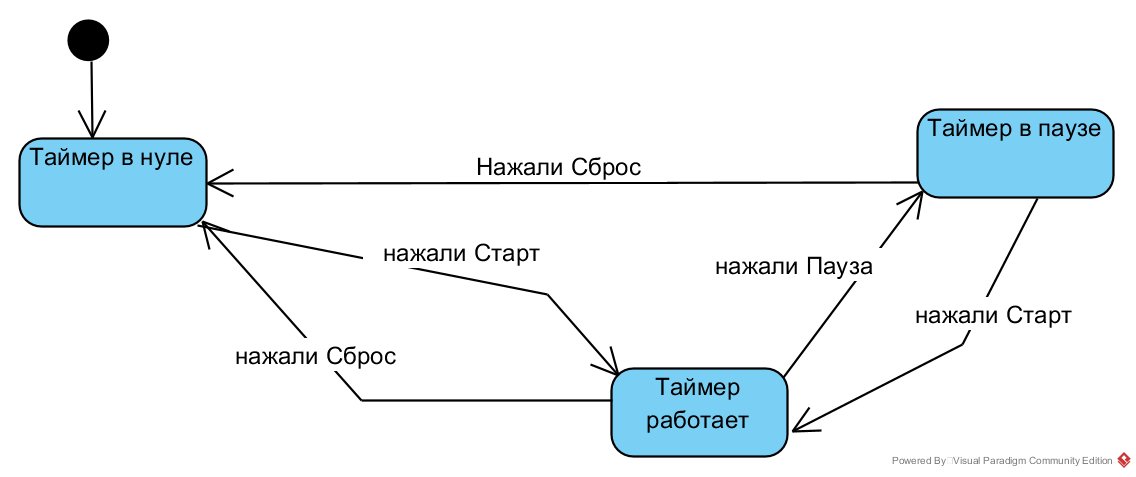 Таймер в нуле
Таймер в паузе
Нажали Сброс
нажали Старт
нажали Пауза
нажали Старт
нажали Сброс
Таймер
работает
Powered By Visual Paradigm Community Edition